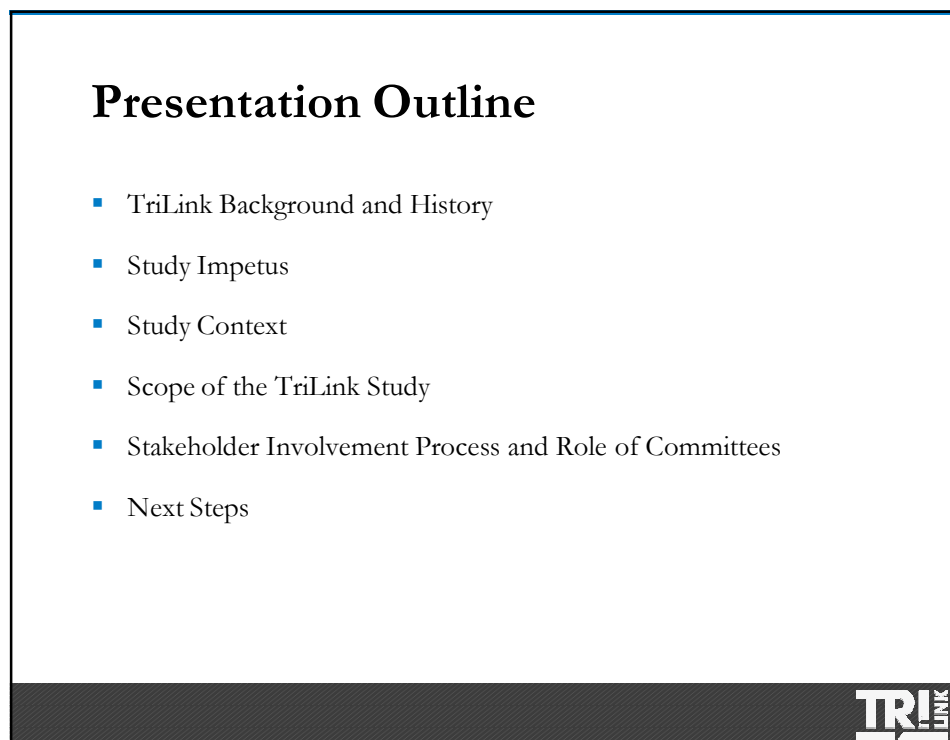 Presentation Outline
▪ TriLink Background and History
▪ Study Impetus
▪ Study Context
▪ Scope of the TriLink Study
▪ Stakeholder Involvement Process and Role of Committees
▪ Next Steps
TRI LINK